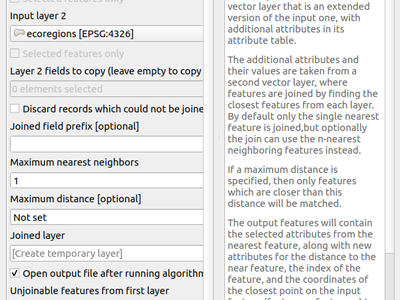 Selected features only
Input layer 2
ecoregions [EPSG:4326]
Selected features only
Layer 2 fields to copy (leave empty to copy
0 elements selected
Discard records which could not be joine
Joined field prefix [optional]
Maximum nearest neighbors
1
Maximum distance [optional]
Not set
Joined layer
[Create temporary layer]
Open output file after running algorithm
Unjoinable features from first layer
vector layer that is an extended
version of the input one, with
additional attributes in its
attribute table.
The additional attributes and
their values are taken from a
second vector layer, where
features are joined by finding the
closest features from each layer.
By default only the single nearest
feature is joined,but optionally
the join can use the n-nearest
neighboring features instead.
If a maximum distance is
specified, then only features
which are closer than this
distance will be matched.
The output features will contain
the selected attributes from the
nearest feature, along with new
attributes for the distance to the
near feature, the index of the
feature, and the coordinates of
the closest point on the input